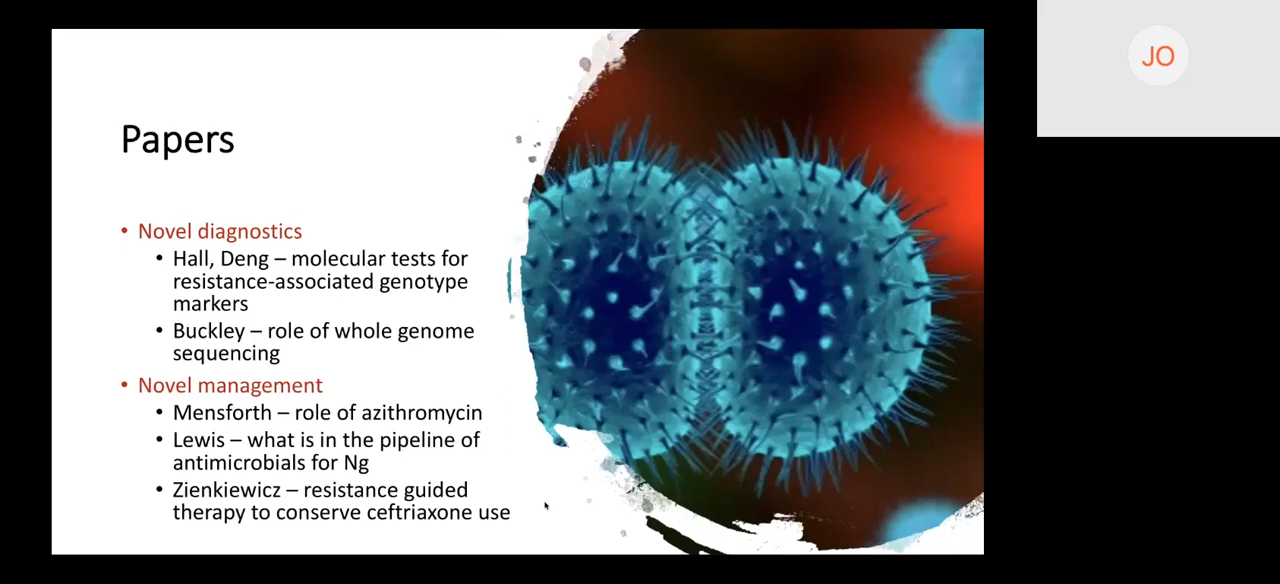 Papers
• Novel diagnostics
• Hall, Deng – molecular tests for
resistance-associated genotype
markers
• Buckley – role of whole genome
sequencing
• Novel management
• Mensforth – role of azithromycin
• Lewis – what is in the pipeline of
antimicrobials for Ng
• Zienkiewicz – resistance guided
therapy to conserve ceftriaxone use
JO